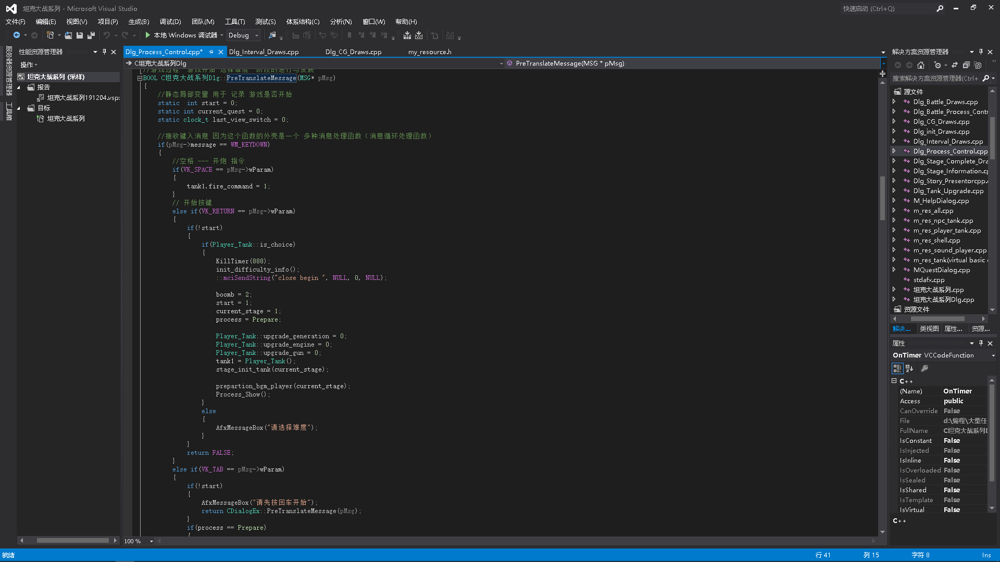 坦克大战系列 - Microsoft Visual Studio
快速启动 (Ctrl+Q)
文件(F) 编辑(E) 视图(V) 项目(P) 生成(B) 调试(D) 团队(M) 工具(T) 测试(S) 体系结构(C) 分析(N) 窗口(W) 帮助(H)
本地 Windows 调试器 Debug
服务器资源管理器
工具箱
性能资源管理器
操作
坦克大战系列 (采样)
报告
坦克大战系列191204.vsp
目标
坦克大战系列
Dlg_Process_Control.cpp* Dlg_Interval_Draws.cpp Dlg_CG_Draws.cpp my_resource.h
C坦克大战系列Dlg PreTranslateMessage(MSG * pMsg)
//游戏过程 游戏开始 选择难度 阶段的进行与发展
BOOL C坦克大战系列Dlg::PreTranslateMessage(MSG* pMsg)
{
//静态局部变量 用于 记录 游戏是否开始
static  int start = 0;
static int current_quest = 0;
static clock_t last_view_switch = 0;
//接收键入消息 因为这个函数的外壳是一个 多种消息处理函数（消息循环处理函数）
if(pMsg->message == WM_KEYDOWN)
{
//空格 --- 开炮 指令
if(VK_SPACE == pMsg->wParam)
{
tank1.fire_command = 1;
}
// 开始按键
else if(VK_RETURN == pMsg->wParam)
{
if(!start)
{
if(Player_Tank::is_choice)
{
KillTimer(888);
init_difficulty_info();
::mciSendString("close begin ", NULL, 0, NULL);
boomb = 2;
start = 1;
current_stage = 1;
process = Prepare;
Player_Tank::upgrade_generation = 0;
Player_Tank::upgrade_engine = 0;
Player_Tank::upgrade_gun = 0;
tank1 = Player_Tank();
stage_init_tank(current_stage);
prepartion_bgm_player(current_stage);
Process_Show();
}
else
{
AfxMessageBox("请选择难度");
}
}
return FALSE;
}
else if(VK_TAB == pMsg->wParam)
{
if(!start)
{
AfxMessageBox("请先按回车开始");
return CDialogEx::PreTranslateMessage(pMsg);
}
if(process == Prepare)
{
100 %
解决方案资源管理器
搜索解决方案资源管理器(Ctrl+
源文件
Dlg_Battle_Draws.cpp
Dlg_Battle_Process_Contr
Dlg_CG_Draws.cpp
Dlg_init_Draws.cpp
Dlg_Interval_Draws.cpp
Dlg_Process_Control.cpp
Dlg_Stage_Complete_Dra
Dlg_Stage_Information.cp
Dlg_Story_Presentorcpp.
Dlg_Tank_Upgrade.cpp
M_HelpDialog.cpp
m_res_all.cpp
m_res_npc_tank.cpp
m_res_player_tank.cpp
m_res_shell.cpp
m_res_sound_player.cpp
m_res_tank(virtual basic
MQuestDialog.cpp
stdafx.cpp
坦克大战系列.cpp
坦克大战系列Dlg.cpp
资源文件
解决... 类视图 属性... 资源...
属性
OnTimer VCCodeFunction
C++
(Name) OnTimer
Access public
CanOverride False
File d:\编程\大型任
FullName C坦克大战系列
IsConstant False
IsInjected False
IsInline False
IsOverloaded False
IsSealed False
IsShared False
IsTemplate False
IsVirtual False
C++
就绪 行 41 列 15 字符 8 Ins